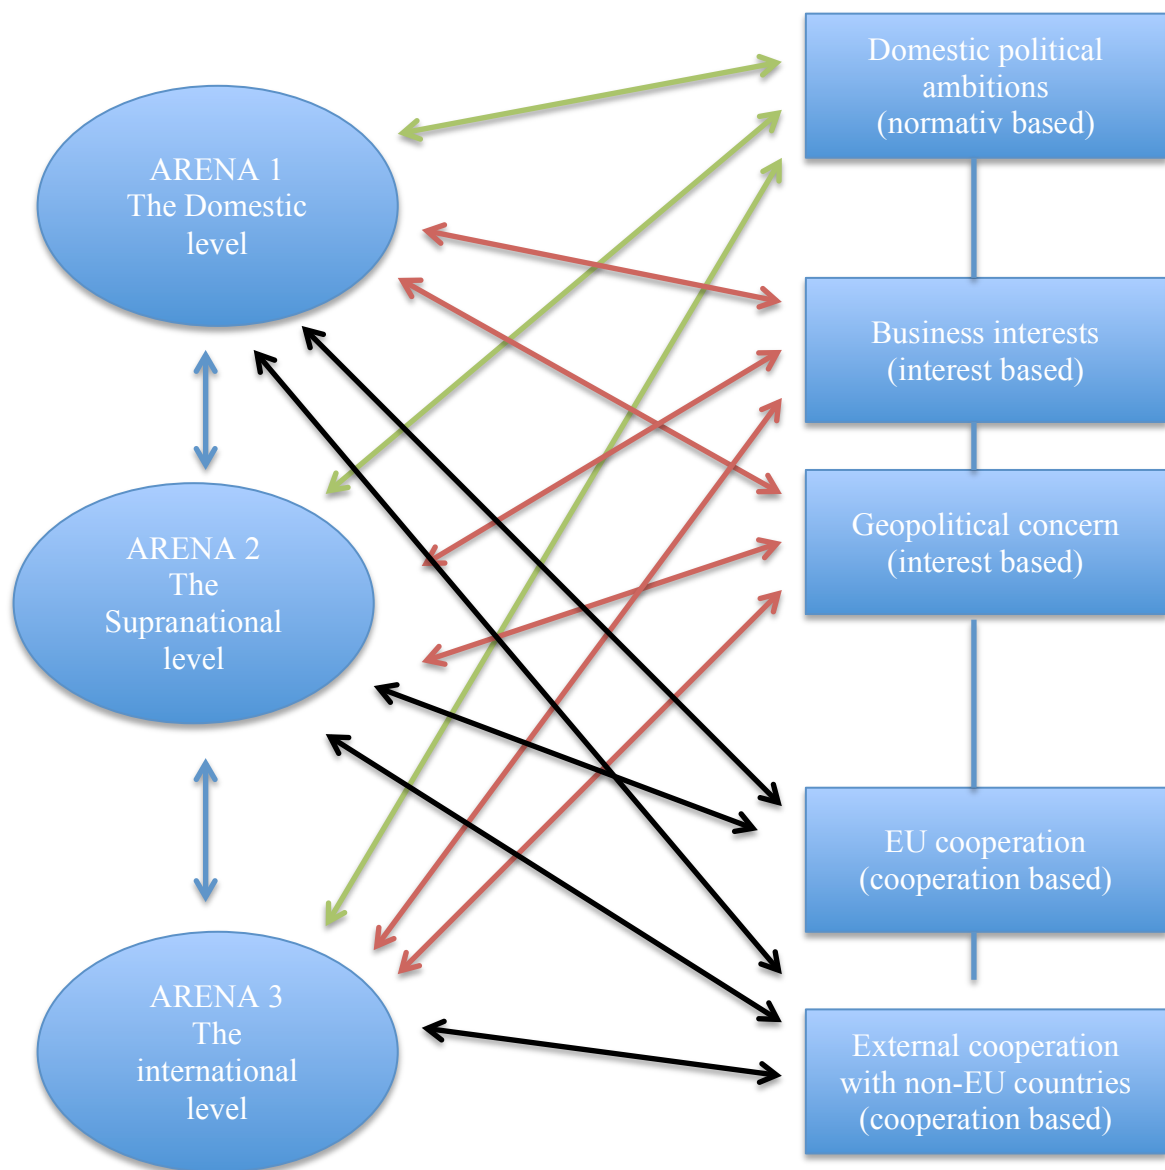 ARENA 1
The Domestic
level
ARENA 2
The
Supranational
level
ARENA 3
The
international
level
Domestic political
ambitions
(normativ based)
Business interests
(interest based)
Geopolitical concern
(interest based)
EU cooperation
(cooperation based)
External cooperation
with non-EU countries
(cooperation based)